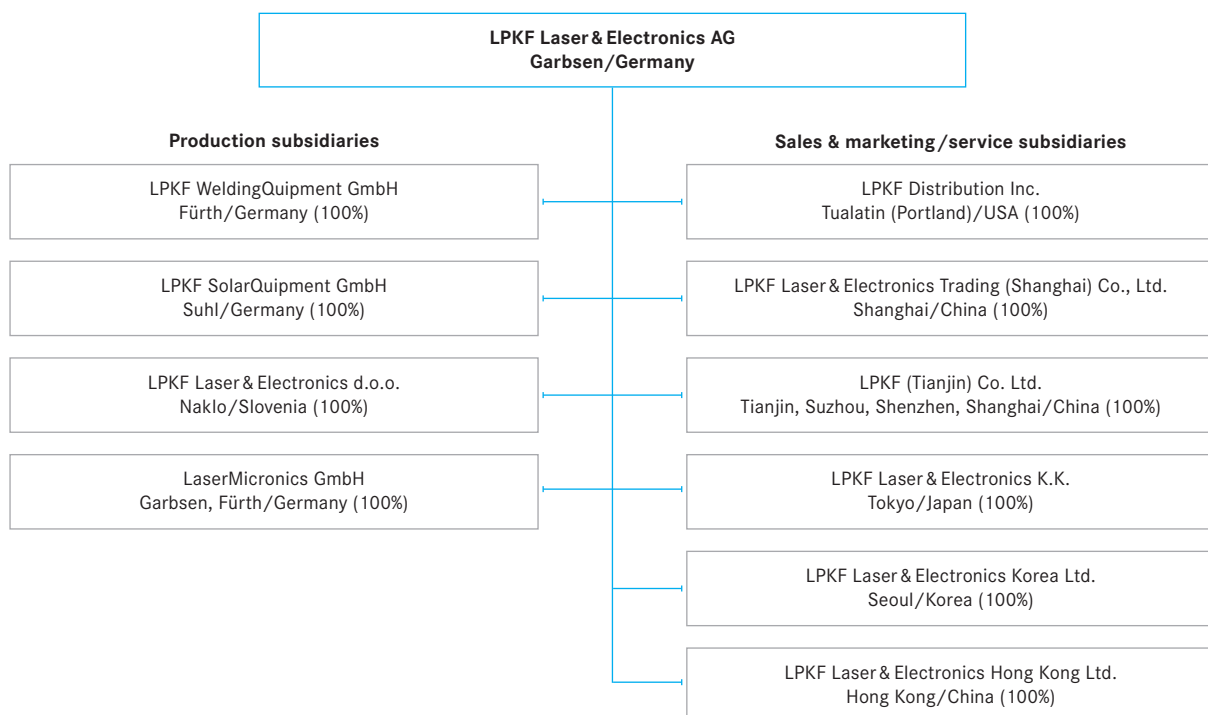 LPKF Laser & Electronics AG
Garbsen/Germany
Production subsidiaries
LPKF WeldingQuipment GmbH
Fürth/Germany (100%)
LPKF SolarQuipment GmbH
Suhl/Germany (100%)
LPKF Laser & Electronics d.o.o.
Naklo/Slovenia (100%)
LaserMicronics GmbH
Garbsen, Fürth/Germany (100%)
Sales & marketing/service subsidiaries
LPKF Distribution Inc.
Tualatin (Portland)/USA (100%)
LPKF Laser & Electronics Trading (Shanghai) Co., Ltd.
Shanghai/China (100%)
LPKF (Tianjin) Co. Ltd.
Tianjin, Suzhou, Shenzhen, Shanghai/China (100%)
LPKF Laser & Electronics K.K.
Tokyo/Japan (100%)
LPKF Laser & Electronics Korea Ltd.
Seoul/Korea (100%)
LPKF Laser & Electronics Hong Kong Ltd.
Hong Kong/China (100%)